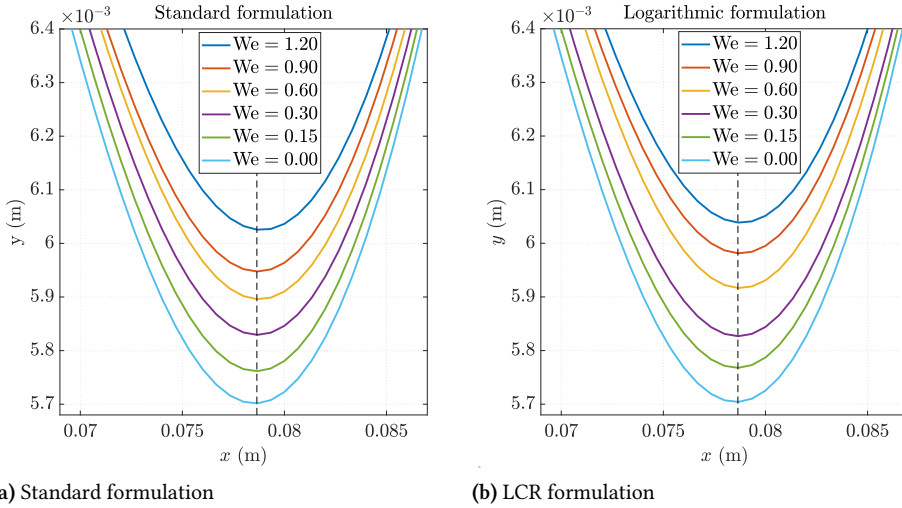 Standard formulation
×10⁻³
6.4
6.3
6.2
6.1
6
5.9
5.8
5.7
y (m)
We = 1.20
We = 0.90
We = 0.60
We = 0.30
We = 0.15
We = 0.00
0.07 0.075 0.08 0.085
x (m)
Logarithmic formulation
×10⁻³
6.4
6.3
6.2
6.1
6
5.9
5.8
5.7
y (m)
We = 1.20
We = 0.90
We = 0.60
We = 0.30
We = 0.15
We = 0.00
0.07 0.075 0.08 0.085
x (m)
a) Standard formulation
(b) LCR formulation